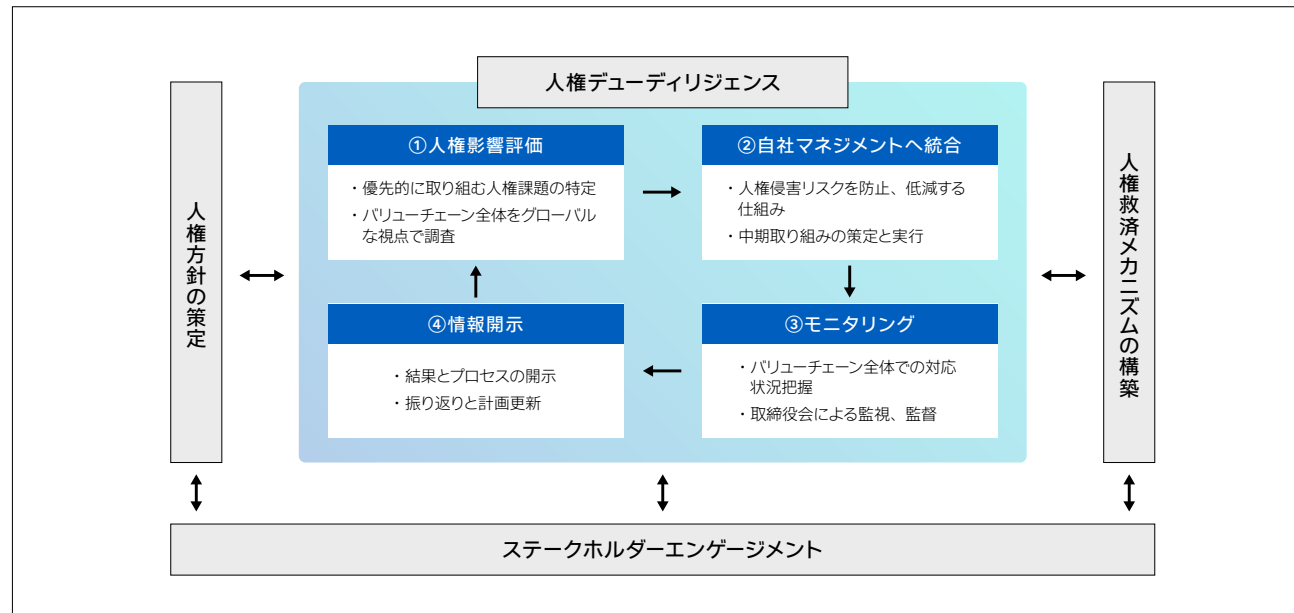 人権デューディリジェンス
人権方針の策定
①人権影響評価
・優先的に取り組む人権課題の特定
・バリューチェーン全体をグローバル
な視点で調査
②自社マネジメントへ統合
・人権侵害リスクを防止、低減する
仕組み
・中期取り組みの策定と実行
④情報開示
・結果とプロセスの開示
・振り返りと計画更新
③モニタリング
・バリューチェーン全体での対応
状況把握
・取締役会による監視、監督
人権救済メカニズムの構築
ステークホルダーエンゲージメント